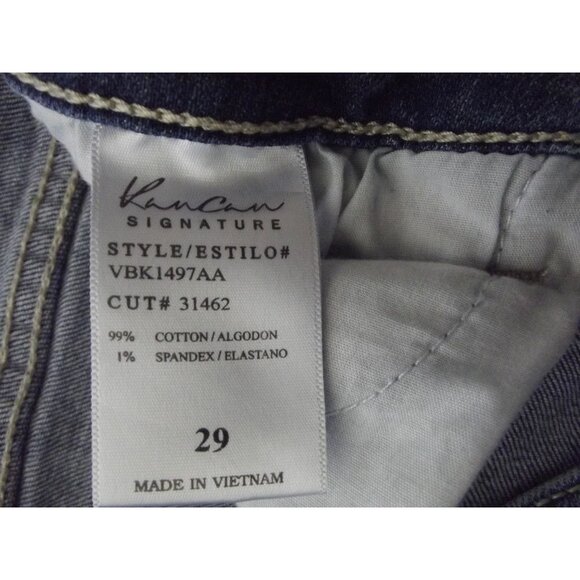 KanCan
SIGNATURE
STYLE/ESTILO#
VBK1497AA
CUT# 31462
99% COTTON/ALGODON
1% SPANDEX/ELASTANO
29
MADE IN VIETNAM